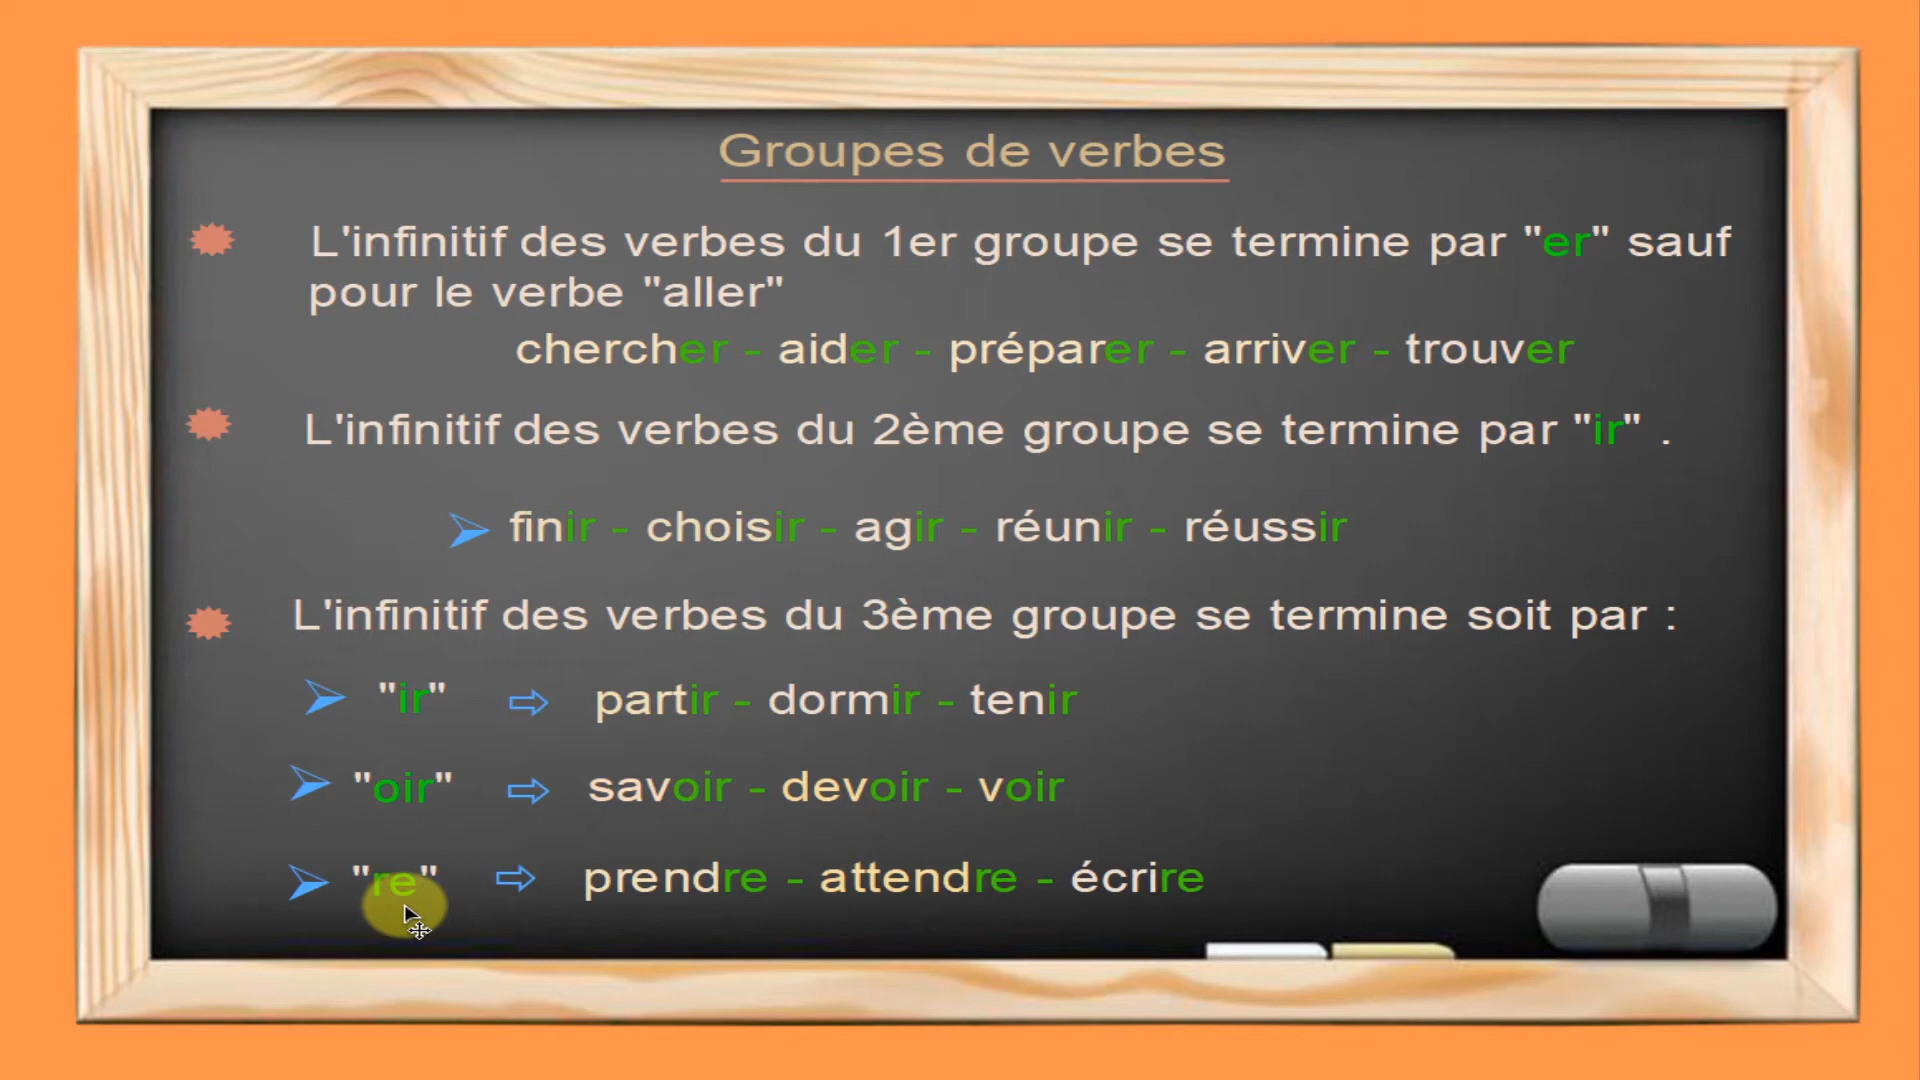 Groupes de verbes
L'infinitif des verbes du 1er groupe se termine par "er" sauf
pour le verbe "aller"
chercher - aider - préparer - arriver - trouver
L'infinitif des verbes du 2ème groupe se termine par "ir" .
finir - choisir - agir - réunir - réussir
L'infinitif des verbes du 3ème groupe se termine soit par :
"ir" ⇨ partir - dormir - tenir
"oir" ⇨ savoir - devoir - voir
"re" ⇨ prendre - attendre - écrire